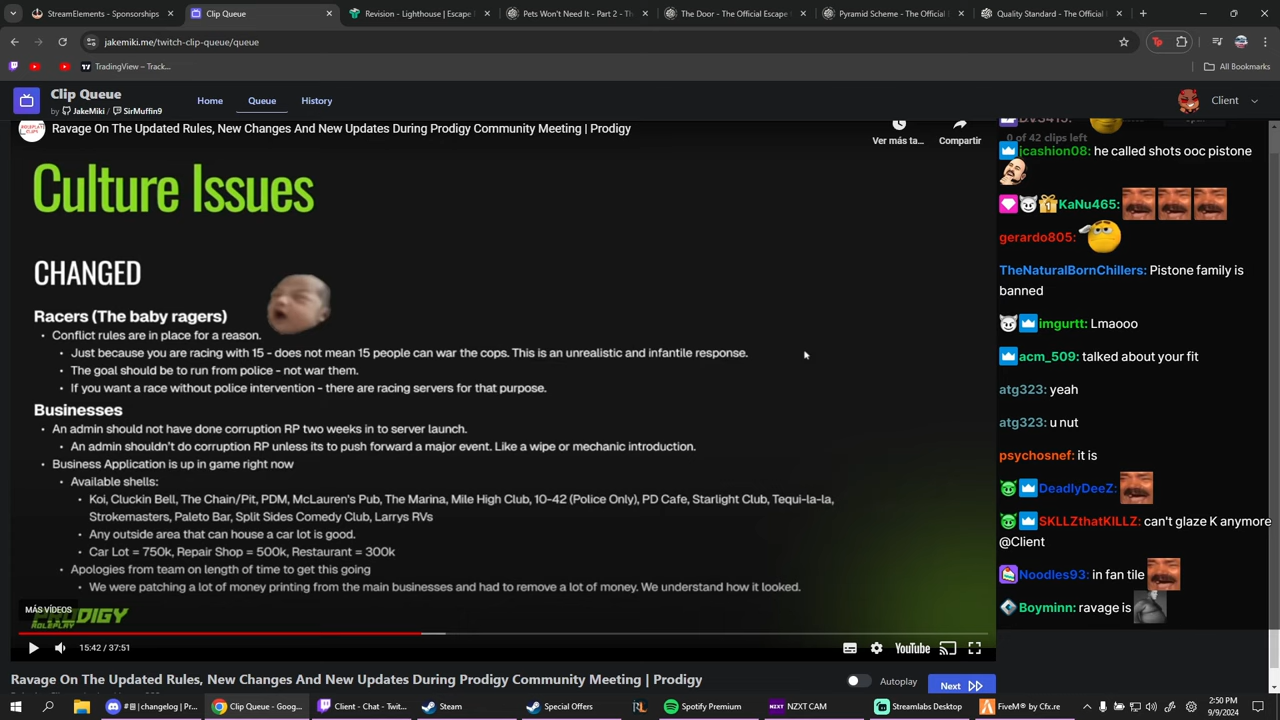 StreamElements - Sponsorships
Clip Queue
Revision - Lighthouse | Escape
Pets Won't Need It - Part 2 - Th
The Door - The Official Escape
Pyramid Scheme - The Official
Quality Standard - The Official
jakemiki.me/twitch-clip-queue/queue
TradingView – Track...
All Bookmarks
Clip Queue
by JakeMiki / SirMuffin9
Home
Queue
History
Client
Ravage On The Updated Rules, New Changes And New Updates During Prodigy Community Meeting | Prodigy
Ver más ta...
Compartir
Culture Issues
CHANGED
Racers (The baby ragers)
• Conflict rules are in place for a reason.
• Just because you are racing with 15 - does not mean 15 people can war the cops. This is an unrealistic and infantile response.
• The goal should be to run from police - not war them.
• If you want a race without police intervention - there are racing servers for that purpose.
Businesses
• An admin should not have done corruption RP two weeks in to server launch.
• An admin shouldn't do corruption RP unless its to push forward a major event. Like a wipe or mechanic introduction.
• Business Application is up in game right now
• Available shells:
• Koi, Cluckin Bell, The Chain/Pit, PDM, McLauren's Pub, The Marina, Mile High Club, 10-42 (Police Only), PD Cafe, Starlight Club, Tequi-la-la,
Strokemasters, Paleto Bar, Split Sides Comedy Club, Larrys RVs
• Any outside area that can house a car lot is good.
• Car Lot = 750k, Repair Shop = 500k, Restaurant = 300k
• Apologies from team on length of time to get this going
• We were patching a lot of money printing from the main businesses and had to remove a lot of money. We understand how it looked.
MÁS VÍDEOS
PRODIGY
ROLEPLAY
15:42 / 37:51
YouTube
Ravage On The Updated Rules, New Changes And New Updates During Prodigy Community Meeting | Prodigy
Autoplay
Next
0 of 42 clips left
jcashion08: he called shots ooc pistone
KaNu465:
gerardo805:
TheNaturalBornChillers: Pistone family is
banned
imgurtt: Lmaooo
acm_509: talked about your fit
atg323: yeah
atg323: u nut
psychosnef: it is
DeadlyDeeZ:
SKLLZthatKILLZ: can't glaze K anymore
@Client
Noodles93: in fan tile
Boyminn: ravage is
#changelog | Pr...
Clip Queue - Goog...
Client - Chat - Twit...
Steam
Special Offers
Spotify Premium
NZXT CAM
Streamlabs Desktop
FiveM® by Cfx.re
2:50 PM
9/9/2024